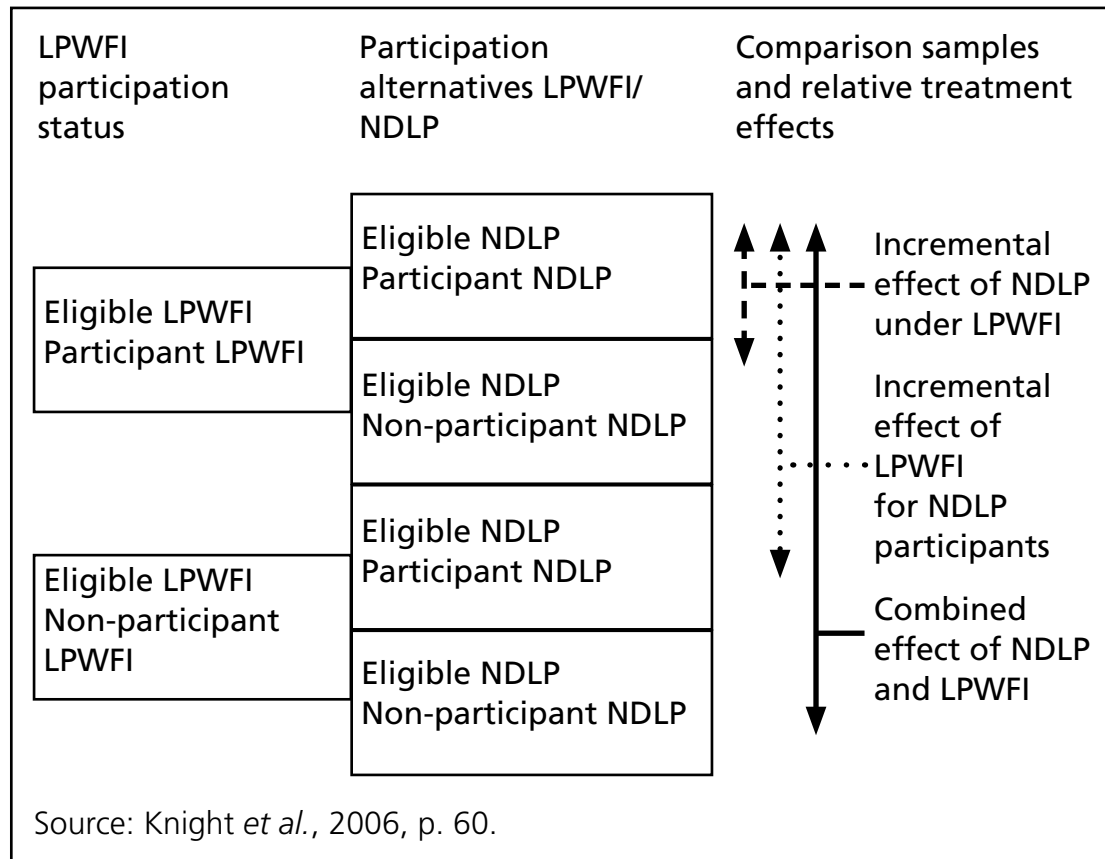 LPWFI
participation
status
Participation
alternatives LPWFI/
NDLP
Comparison samples
and relative treatment
effects
Eligible LPWFI
Participant LPWFI
Eligible LPWFI
Non-participant
LPWFI
Eligible NDLP
Participant NDLP
Eligible NDLP
Non-participant NDLP
Eligible NDLP
Participant NDLP
Eligible NDLP
Non-participant NDLP
Incremental
effect of NDLP
under LPWFI
Incremental
effect of
LPWFI
for NDLP
participants
Combined
effect of NDLP
and LPWFI
Source: Knight et al., 2006, p. 60.